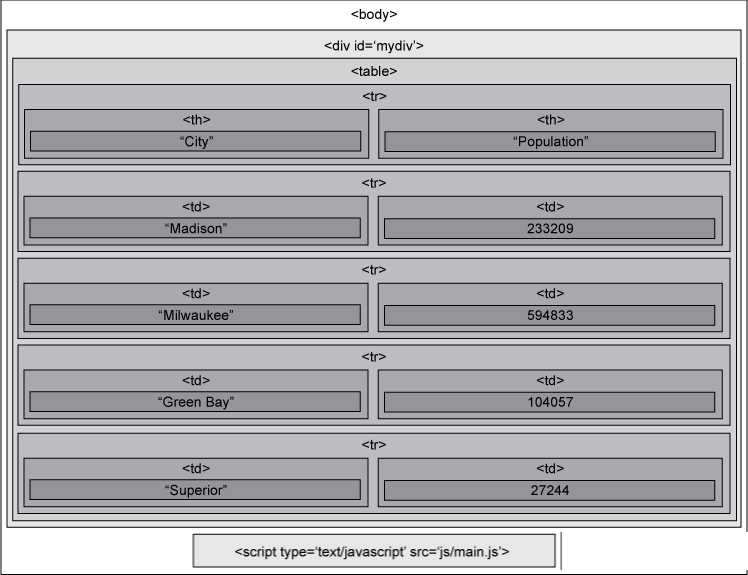 <body>
<div id=‘mydiv’>
<table>
<tr>
<th> <th>
“City” “Population”
<tr>
<td> <td>
“Madison” 233209
<tr>
<td> <td>
“Milwaukee” 594833
<tr>
<td> <td>
“Green Bay” 104057
<tr>
<td> <td>
“Superior” 27244
<script type=‘text/javascript’ src=‘js/main.js’>